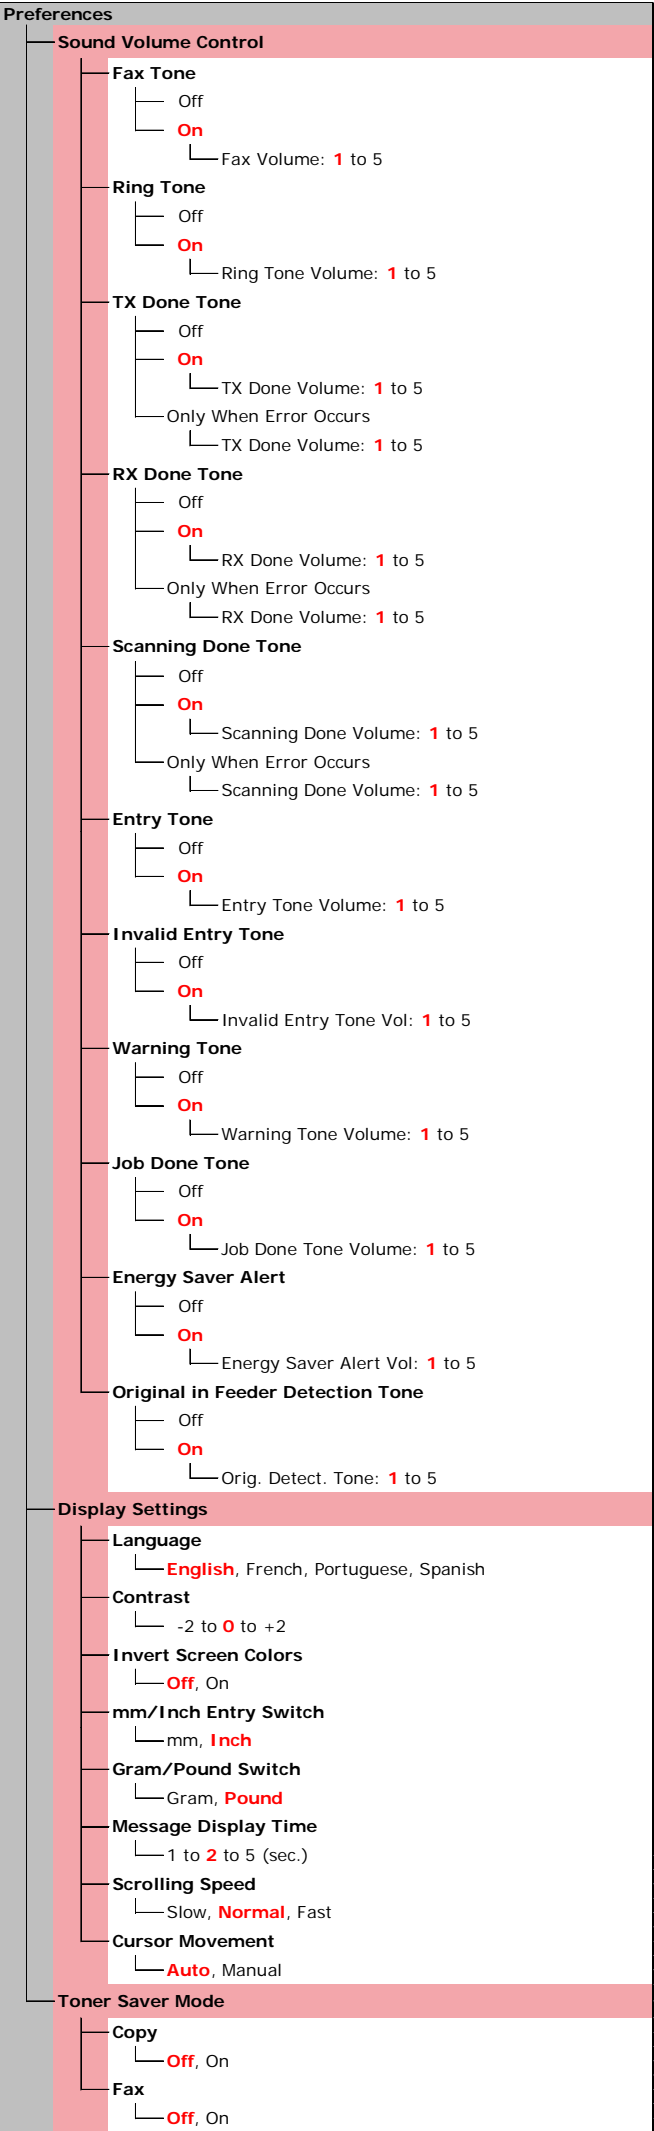 Preferences
Sound Volume Control
Fax Tone
Off
On
Fax Volume: 1 to 5
Ring Tone
Off
On
Ring Tone Volume: 1 to 5
TX Done Tone
Off
On
TX Done Volume: 1 to 5
Only When Error Occurs
TX Done Volume: 1 to 5
RX Done Tone
Off
On
RX Done Volume: 1 to 5
Only When Error Occurs
RX Done Volume: 1 to 5
Scanning Done Tone
Off
On
Scanning Done Volume: 1 to 5
Only When Error Occurs
Scanning Done Volume: 1 to 5
Entry Tone
Off
On
Entry Tone Volume: 1 to 5
Invalid Entry Tone
Off
On
Invalid Entry Tone Vol: 1 to 5
Warning Tone
Off
On
Warning Tone Volume: 1 to 5
Job Done Tone
Off
On
Job Done Tone Volume: 1 to 5
Energy Saver Alert
Off
On
Energy Saver Alert Vol: 1 to 5
Original in Feeder Detection Tone
Off
On
Orig. Detect. Tone: 1 to 5
Display Settings
Language
English, French, Portuguese, Spanish
Contrast
-2 to 0 to +2
Invert Screen Colors
Off, On
mm/Inch Entry Switch
mm, Inch
Gram/Pound Switch
Gram, Pound
Message Display Time
1 to 2 to 5 (sec.)
Scrolling Speed
Slow, Normal, Fast
Cursor Movement
Auto, Manual
Toner Saver Mode
Copy
Off, On
Fax
Off, On